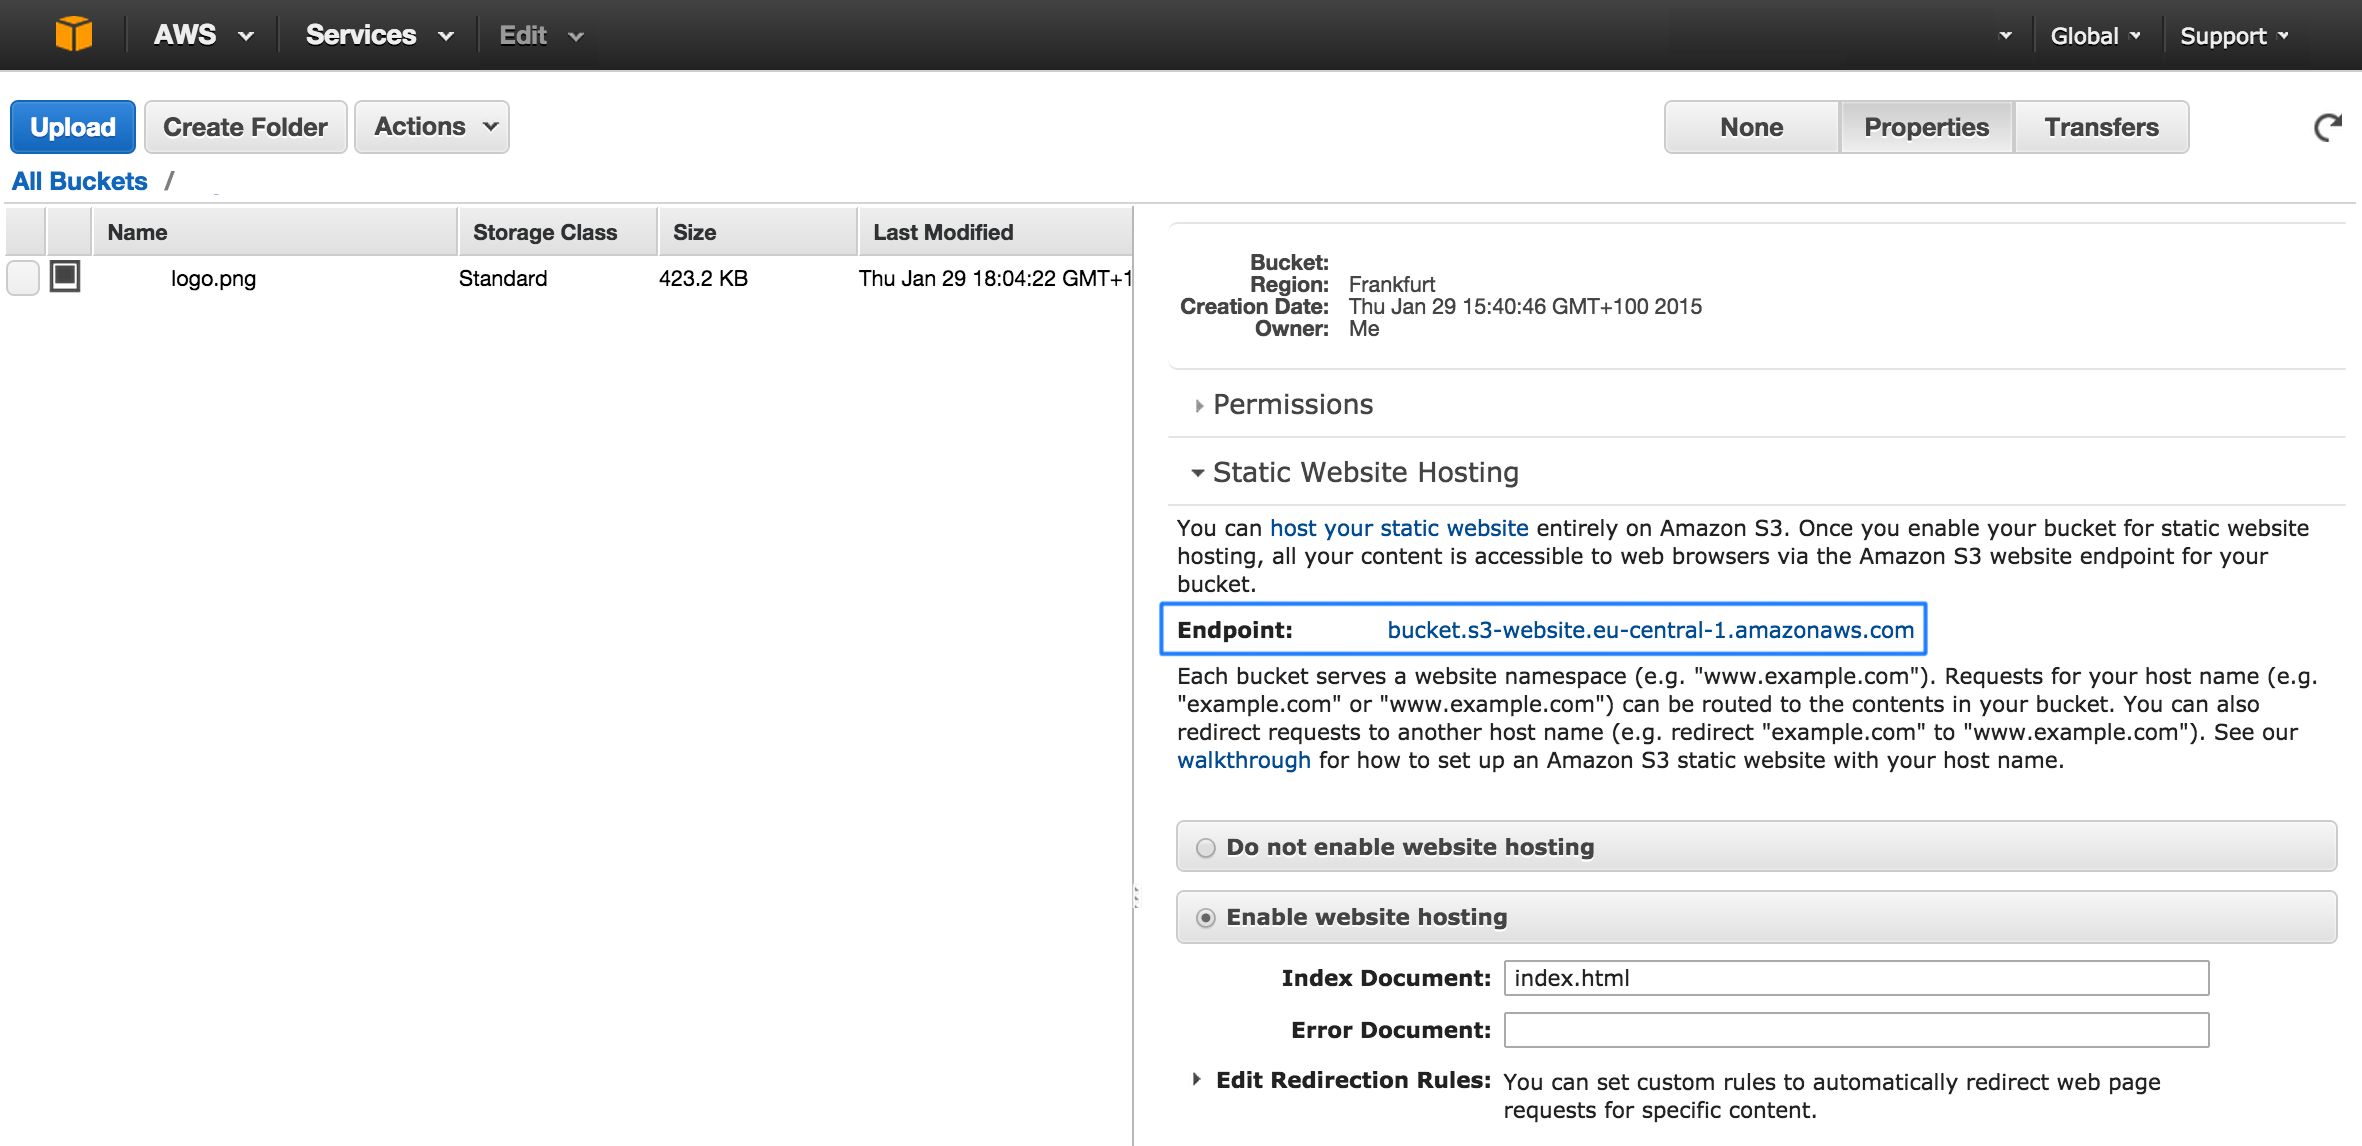 AWS Services Edit Global Support
Upload Create Folder Actions None Properties Transfers
All Buckets /
Name Storage Class Size Last Modified
logo.png Standard 423.2 KB Thu Jan 29 18:04:22 GMT+1
Bucket:
Region: Frankfurt
Creation Date: Thu Jan 29 15:40:46 GMT+100 2015
Owner: Me
Permissions
Static Website Hosting
You can host your static website entirely on Amazon S3. Once you enable your bucket for static website
hosting, all your content is accessible to web browsers via the Amazon S3 website endpoint for your
bucket.
Endpoint: bucket.s3-website.eu-central-1.amazonaws.com
Each bucket serves a website namespace (e.g. "www.example.com"). Requests for your host name (e.g.
"example.com" or "www.example.com") can be routed to the contents in your bucket. You can also
redirect requests to another host name (e.g. redirect "example.com" to "www.example.com"). See our
walkthrough for how to set up an Amazon S3 static website with your host name.
Do not enable website hosting
Enable website hosting
Index Document: index.html
Error Document:
Edit Redirection Rules: You can set custom rules to automatically redirect web page
requests for specific content.